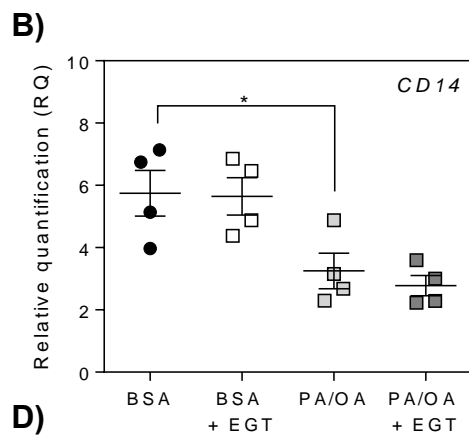 B)
10
8
6
4
2
0
Relative quantification (RQ)
CD14
*
BSA
BSA
+ EGT
PA/OA
PA/OA
+ EGT
D)